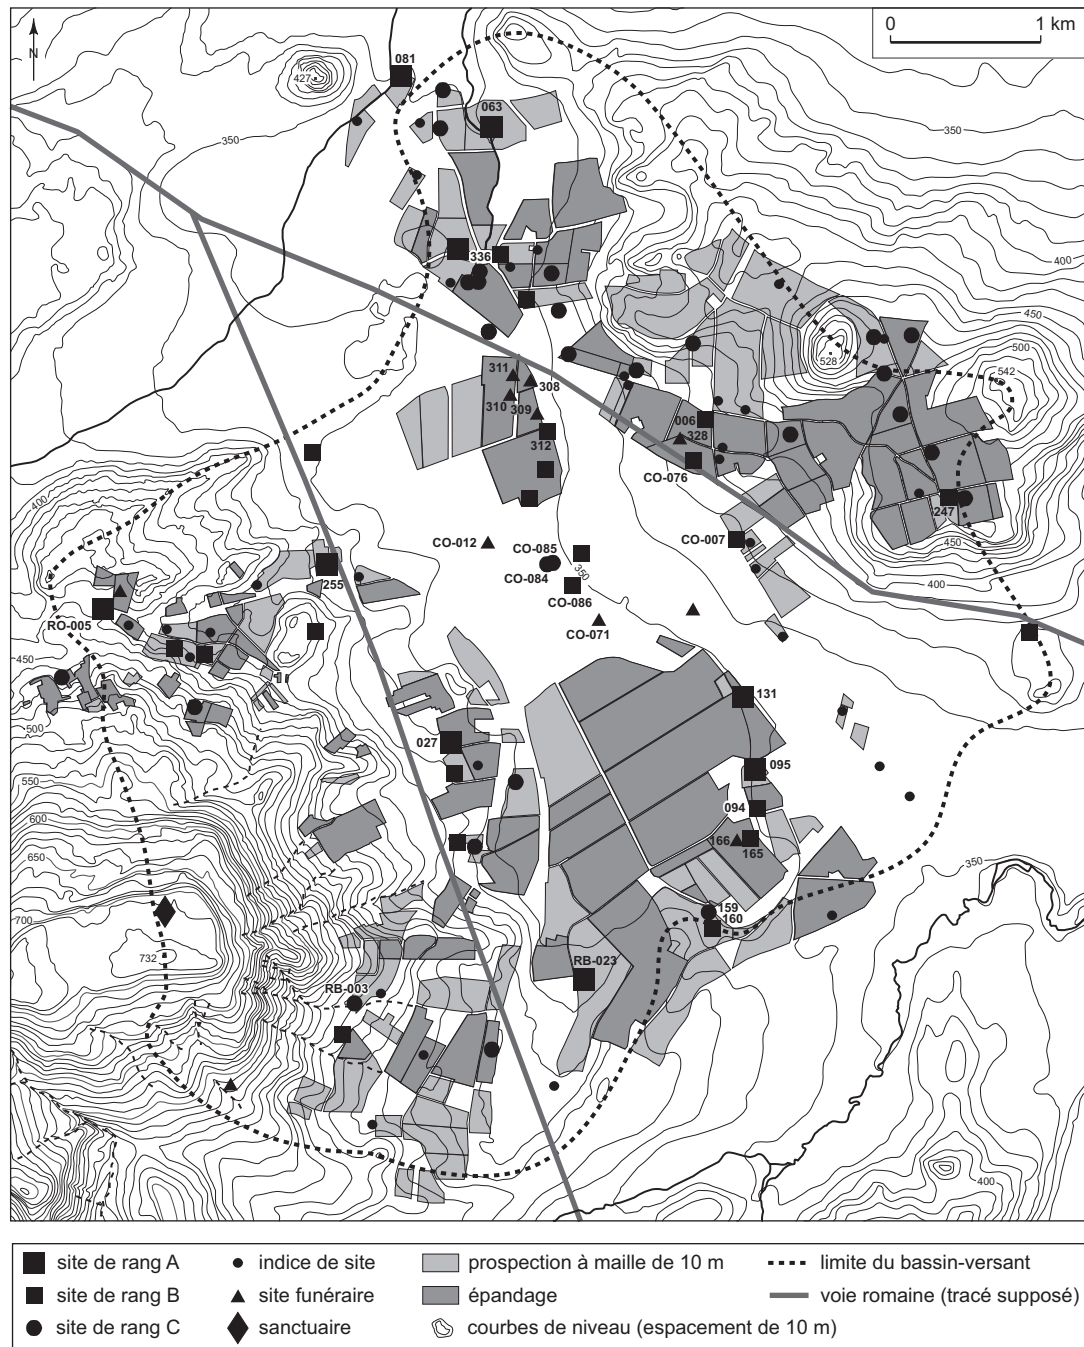 0 1 km
N
081
427
063
350
350
350
336
400
450
500
528
542
311
308
310
309
312
006
328
CO-076
247
450
400
400
CO-007
CO-012
CO-085
CO-084
350
CO-086
CO-071
255
RO-005
450
500
550
600
650
700
732
131
027
095
094
166
165
159
160
350
RB-023
RB-003
400
site de rang A
site de rang B
site de rang C
indice de site
site funéraire
sanctuaire
prospection à maille de 10 m
épandage
courbes de niveau (espacement de 10 m)
limite du bassin-versant
voie romaine (tracé supposé)